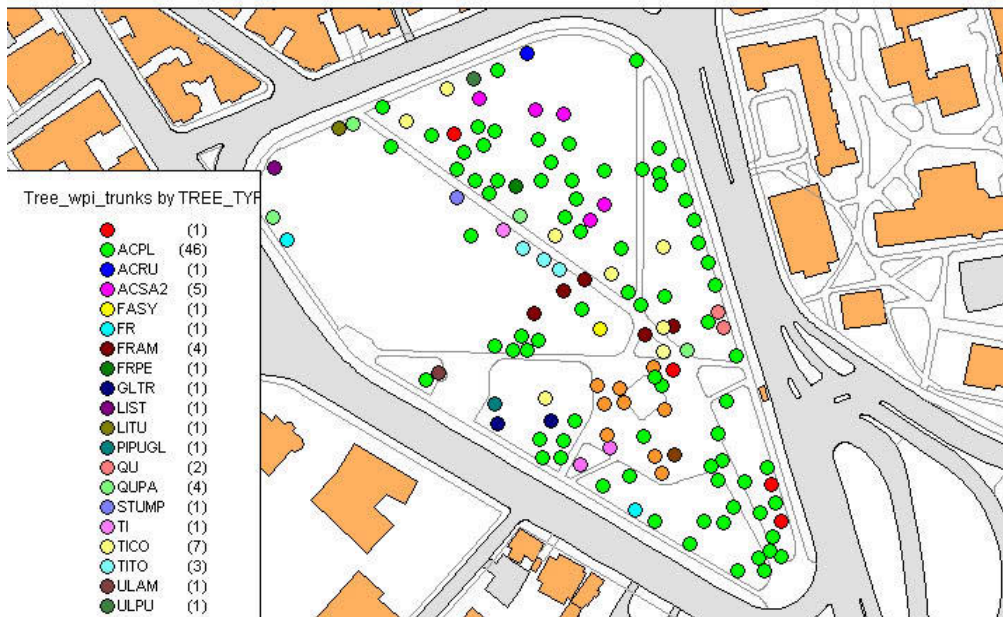 Tree_wpi_trunks by TREE_TYP
(1)
ACPL (46)
ACRU (1)
ACSA2 (5)
FASY (1)
FR (1)
FRAM (4)
FRPE (1)
GLTR (1)
LIST (1)
LITU (1)
PIPUGL (1)
QU (2)
QUPA (4)
STUMP (1)
TI (1)
TICO (7)
TITO (3)
ULAM (1)
ULPU (1)